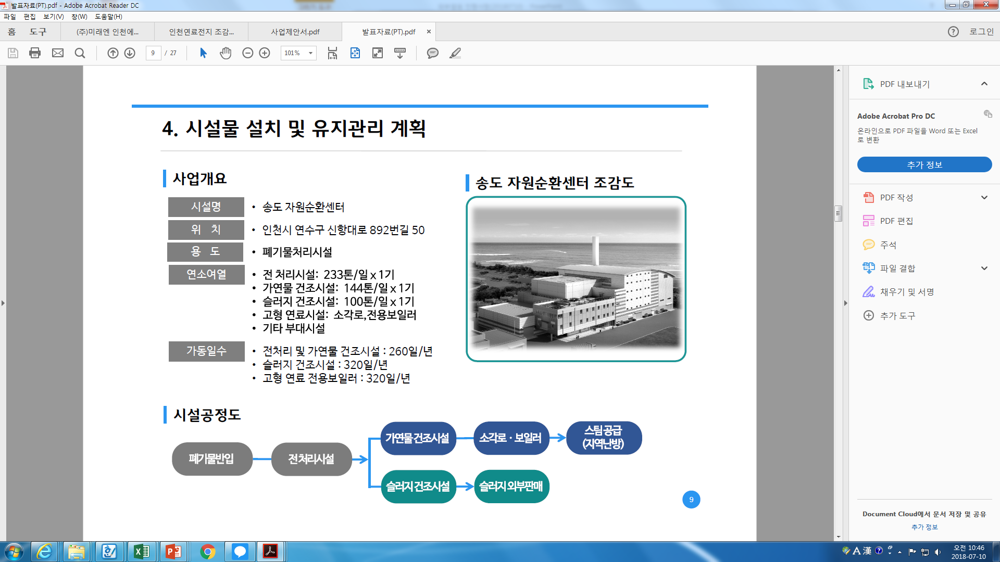 발표자료(PT).pdf - Adobe Acrobat Reader DC
파일 편집 보기(V) 창(W) 도움말(H)
홈 도구 (주)미래엔 인천에... 인천연료전지 조감... 사업제안서.pdf 발표자료(PT).pdf × ? 로그인
9 / 27 101%
4. 시설물 설치 및 유지관리 계획
사업개요
시설명 • 송도 자원순환센터
위 치 • 인천시 연수구 신항대로 892번길 50
용 도 • 폐기물처리시설
연소여열 • 전 처리시설: 233톤/일 x 1기
• 가연물 건조시설: 144톤/일 x 1기
• 슬러지 건조시설: 100톤/일 x 1기
• 고형 연료시설: 소각로,전용보일러
• 기타 부대시설
가동일수 • 전처리 및 가연물 건조시설 : 260일/년
• 슬러지 건조시설 : 320일/년
• 고형 연료 전용보일러 : 320일/년
송도 자원순환센터 조감도
시설공정도
폐기물반입
전처리시설
가연물건조시설
소각로 · 보일러
스팀공급
(지역난방)
슬러지건조시설
슬러지외부판매
9
PDF 내보내기
Adobe Acrobat Pro DC
온라인으로 PDF 파일을 Word 또는 Excel
로 변환
추가 정보
PDF 작성
PDF 편집
주석
파일 결합
채우기 및 서명
추가 도구
Document Cloud에서 문서 저장 및 공유
추가 정보
A 漢 ?
오전 10:46
2018-07-10